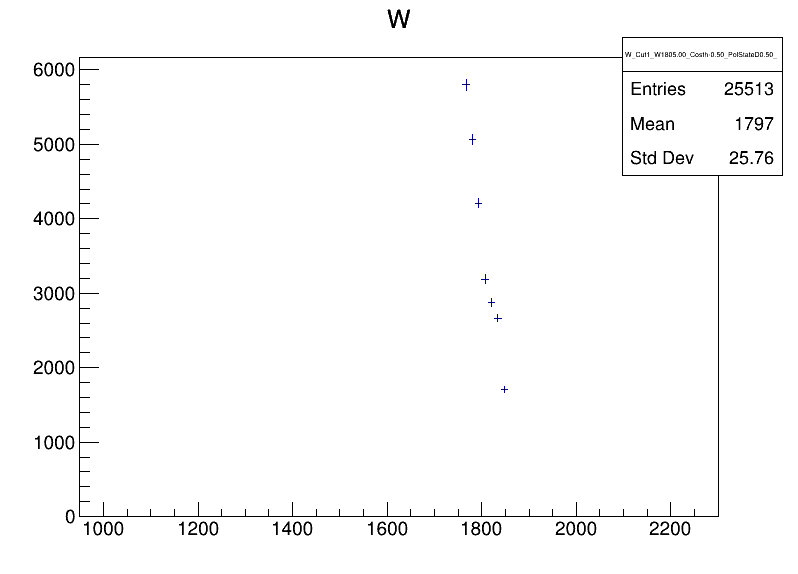 W
W_Cut1_W1805.00_Costh-0.50_PolStateD0.50_
Entries 25513
Mean 1797
Std Dev 25.76
6000
5000
4000
3000
2000
1000
0
1000 1200 1400 1600 1800 2000 2200